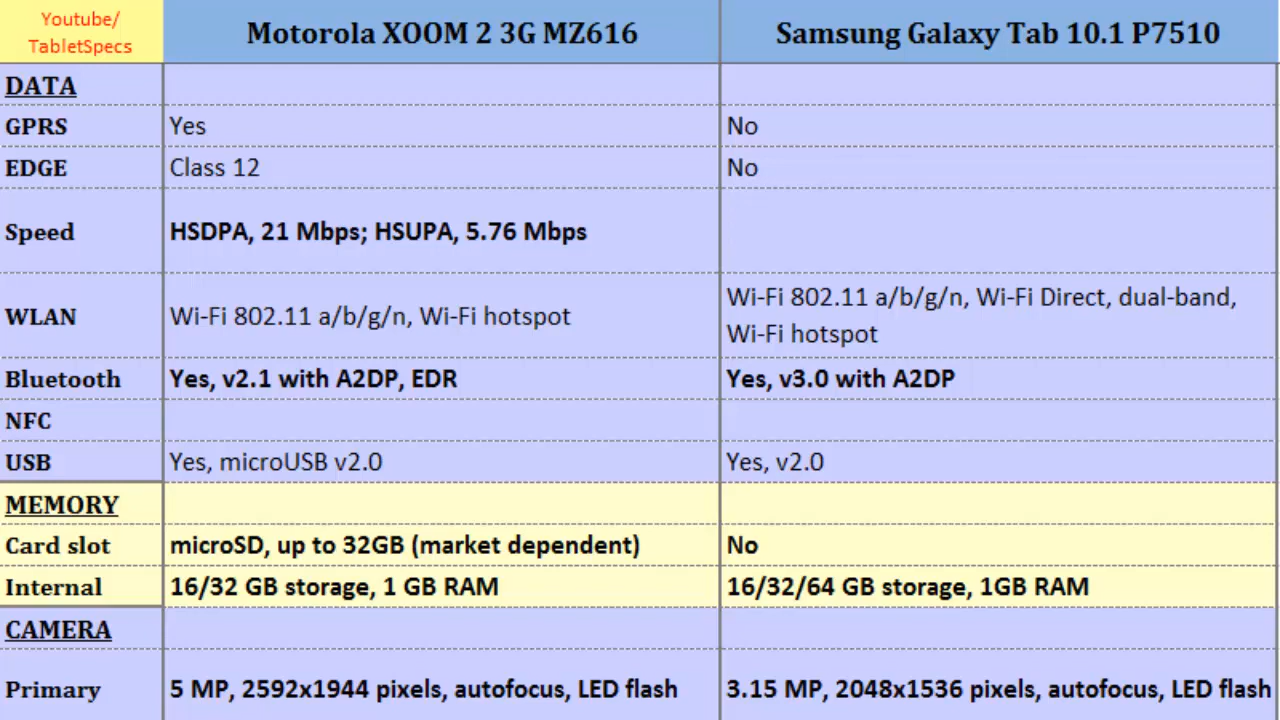 Youtube/
TabletSpecs
Motorola XOOM 2 3G MZ616
Samsung Galaxy Tab 10.1 P7510
DATA
GPRS Yes No
EDGE Class 12 No
Speed HSDPA, 21 Mbps; HSUPA, 5.76 Mbps
WLAN Wi-Fi 802.11 a/b/g/n, Wi-Fi hotspot Wi-Fi 802.11 a/b/g/n, Wi-Fi Direct, dual-band,
Wi-Fi hotspot
Bluetooth Yes, v2.1 with A2DP, EDR Yes, v3.0 with A2DP
NFC
USB Yes, microUSB v2.0 Yes, v2.0
MEMORY
Card slot microSD, up to 32GB (market dependent) No
Internal 16/32 GB storage, 1 GB RAM 16/32/64 GB storage, 1GB RAM
CAMERA
Primary 5 MP, 2592x1944 pixels, autofocus, LED flash 3.15 MP, 2048x1536 pixels, autofocus, LED flash